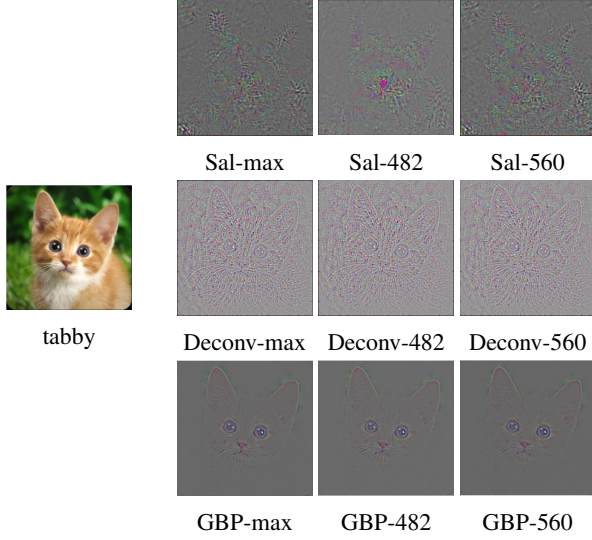 Sal-max Sal-482 Sal-560
tabby
Deconv-max Deconv-482 Deconv-560
GBP-max GBP-482 GBP-560